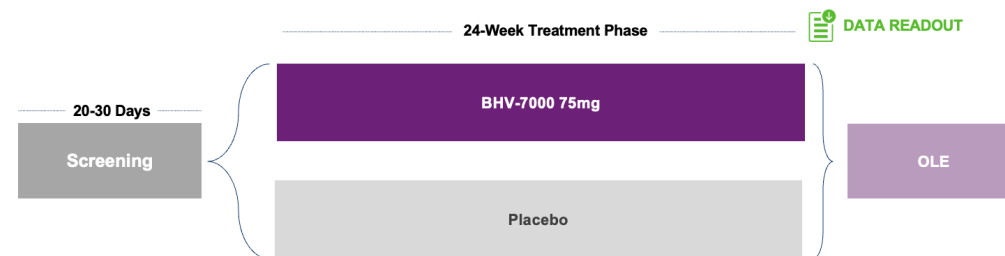 24-Week Treatment Phase
DATA READOUT
20-30 Days
Screening
BHV-7000 75mg
Placebo
OLE